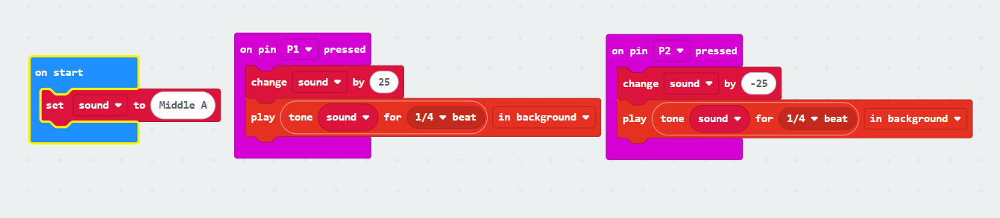 on start
set sound to Middle A
on pin P1 pressed
change sound by 25
play tone sound for 1/4 beat in background
on pin P2 pressed
change sound by -25
play tone sound for 1/4 beat in background